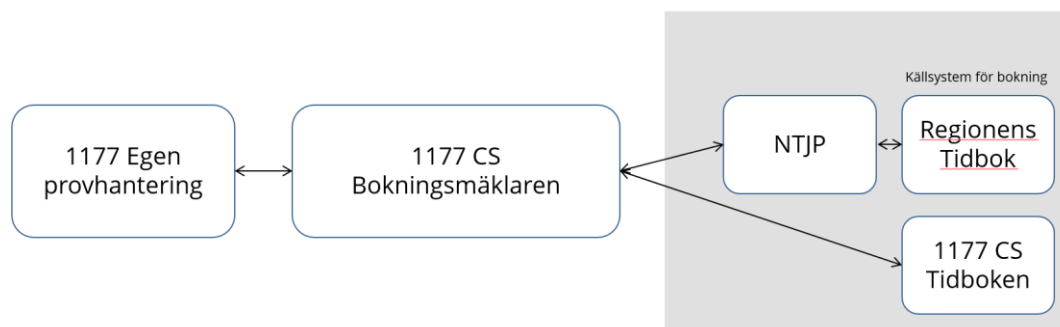 1177 Egen
provhantering
1177 CS
Bokningsmäklaren
NTJP
Källsystem för bokning
Regionens
Tidbok
1177 CS
Tidboken